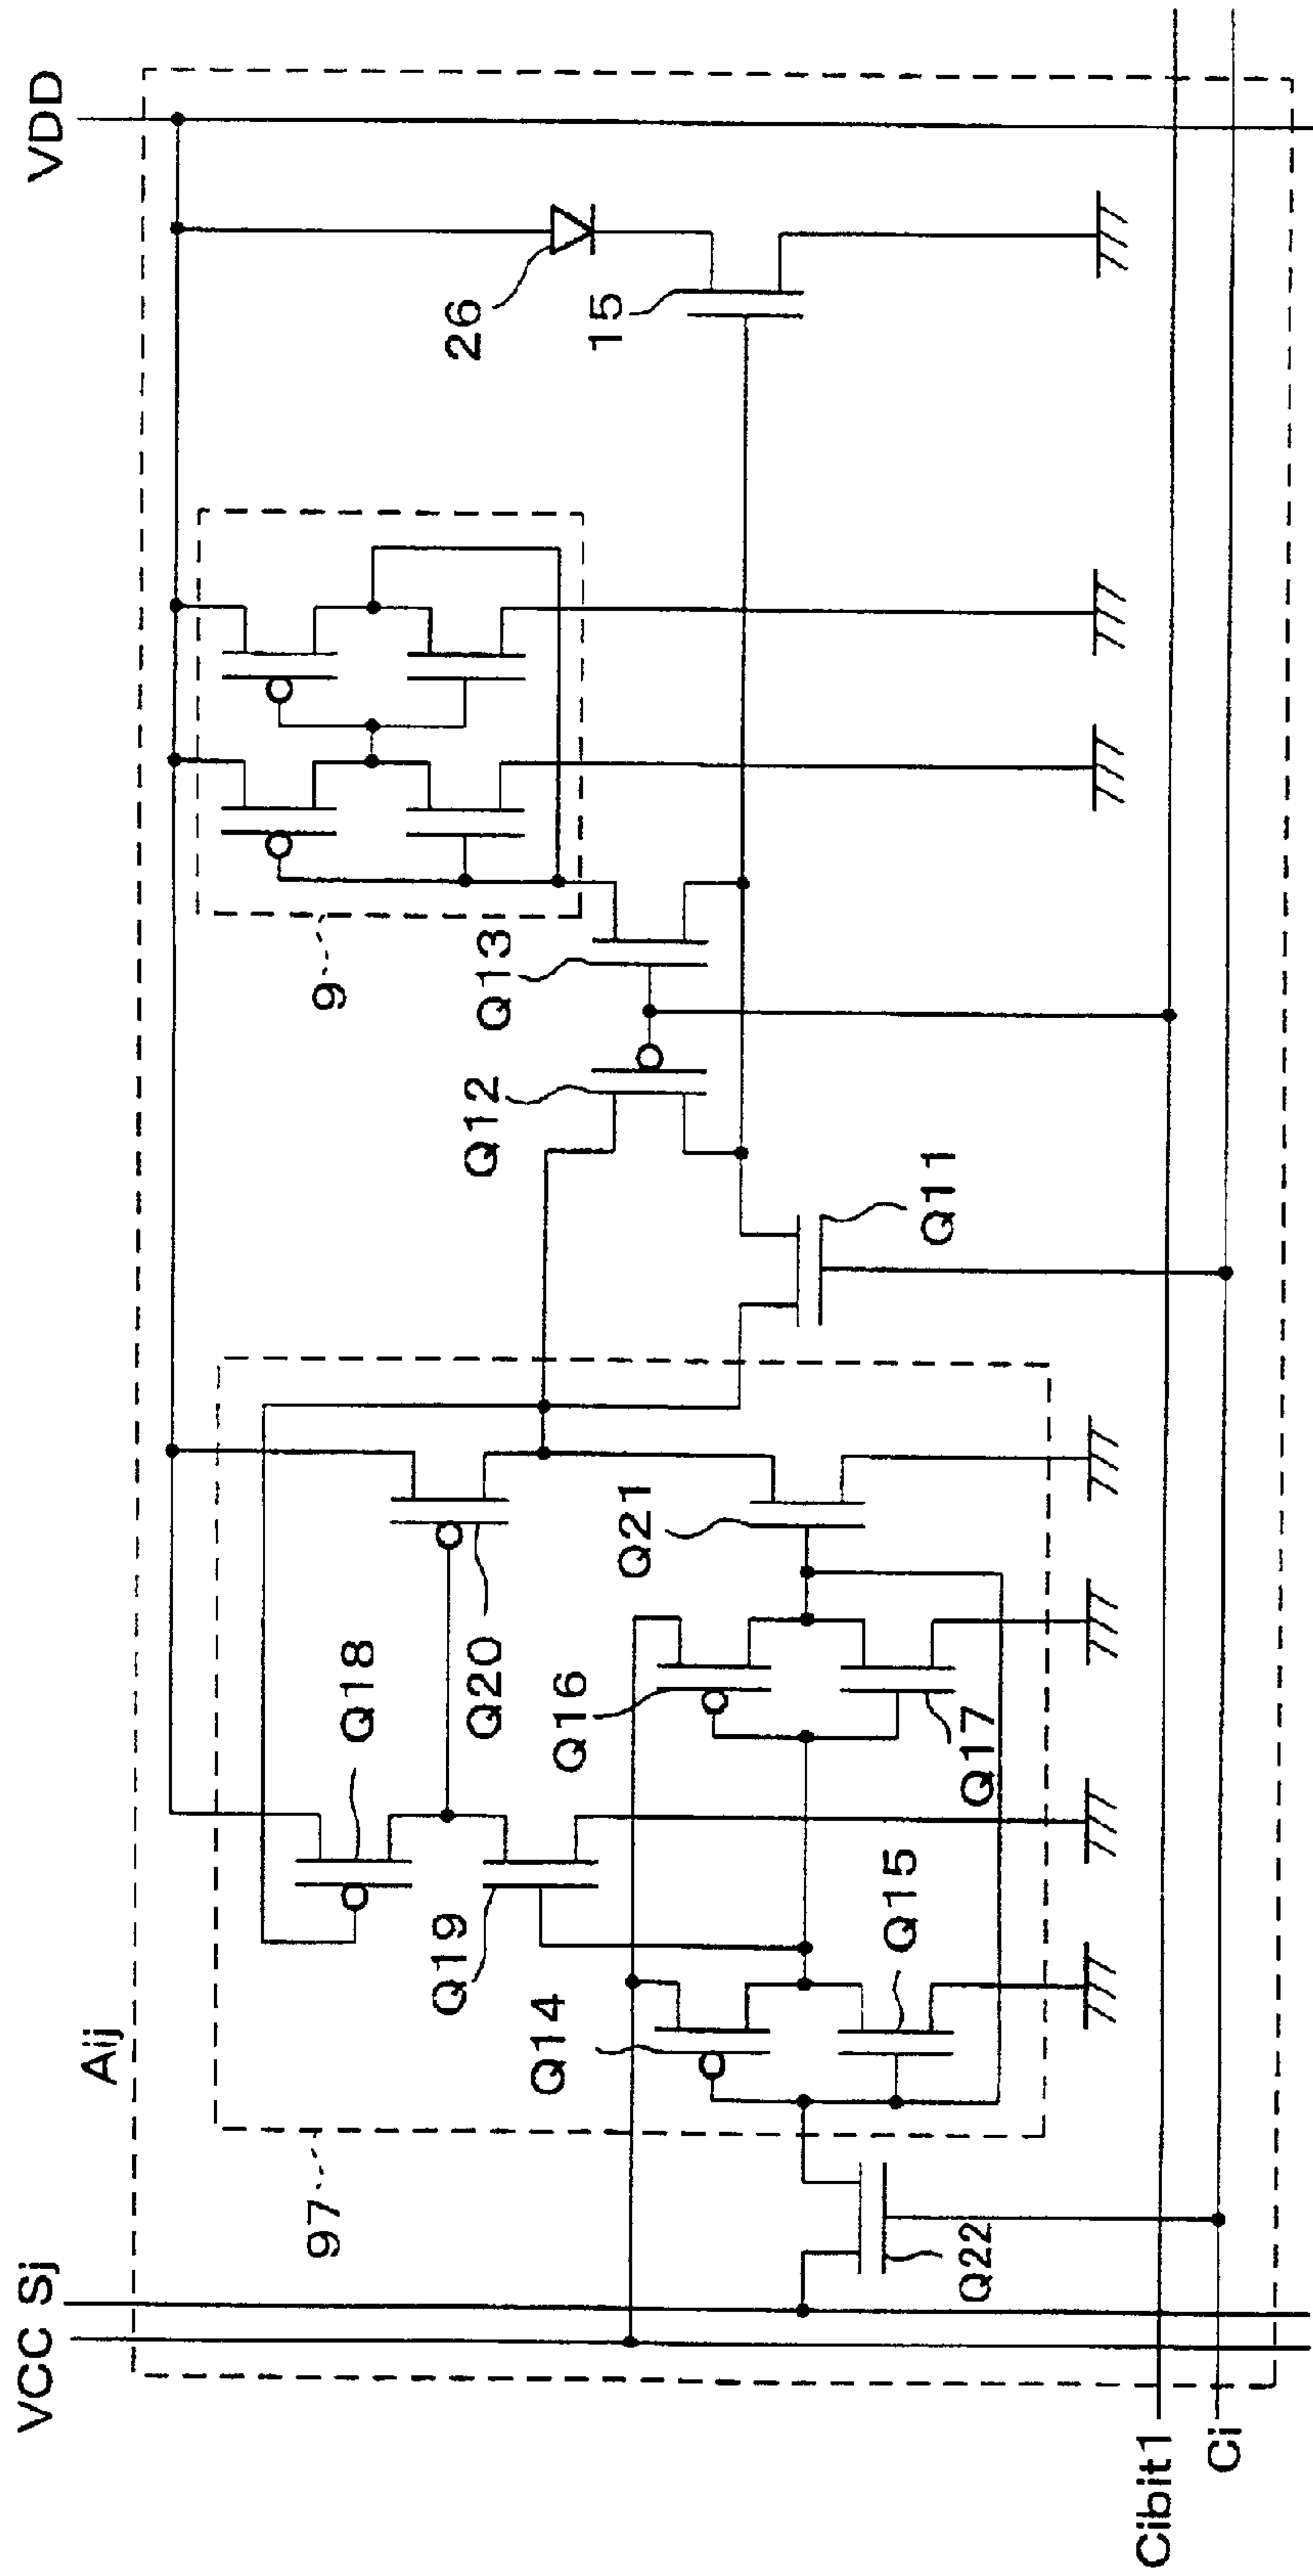 VDD
26
15
9
Q13
Q12
Q11
Q18
Q20
Q21
Q16
Q17
Q19
Q14
Q15
Aij
97
Q22
VCC Sj
Cibit1
Ci